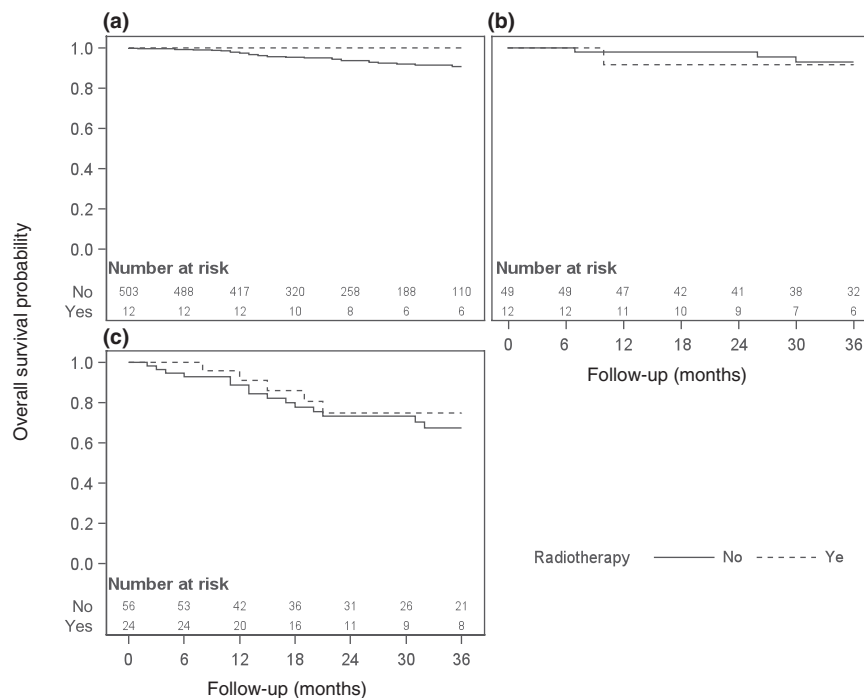 (a)
1.0
0.8
0.6
0.4
0.2
0.0
Number at risk
No 503 488 417 320 258 188 110
Yes 12 12 12 10 8 6 6
(b)
Number at risk
49 49 47 42 41 38 32
12 12 11 10 9 7 6
0 6 12 18 24 30 36
Follow-up (months)
Overall survival probability
(c)
1.0
0.8
0.6
0.4
0.2
0.0
Number at risk
No 56 53 42 36 31 26 21
Yes 24 24 20 16 11 9 8
0 6 12 18 24 30 36
Follow-up (months)
Radiotherapy No Ye